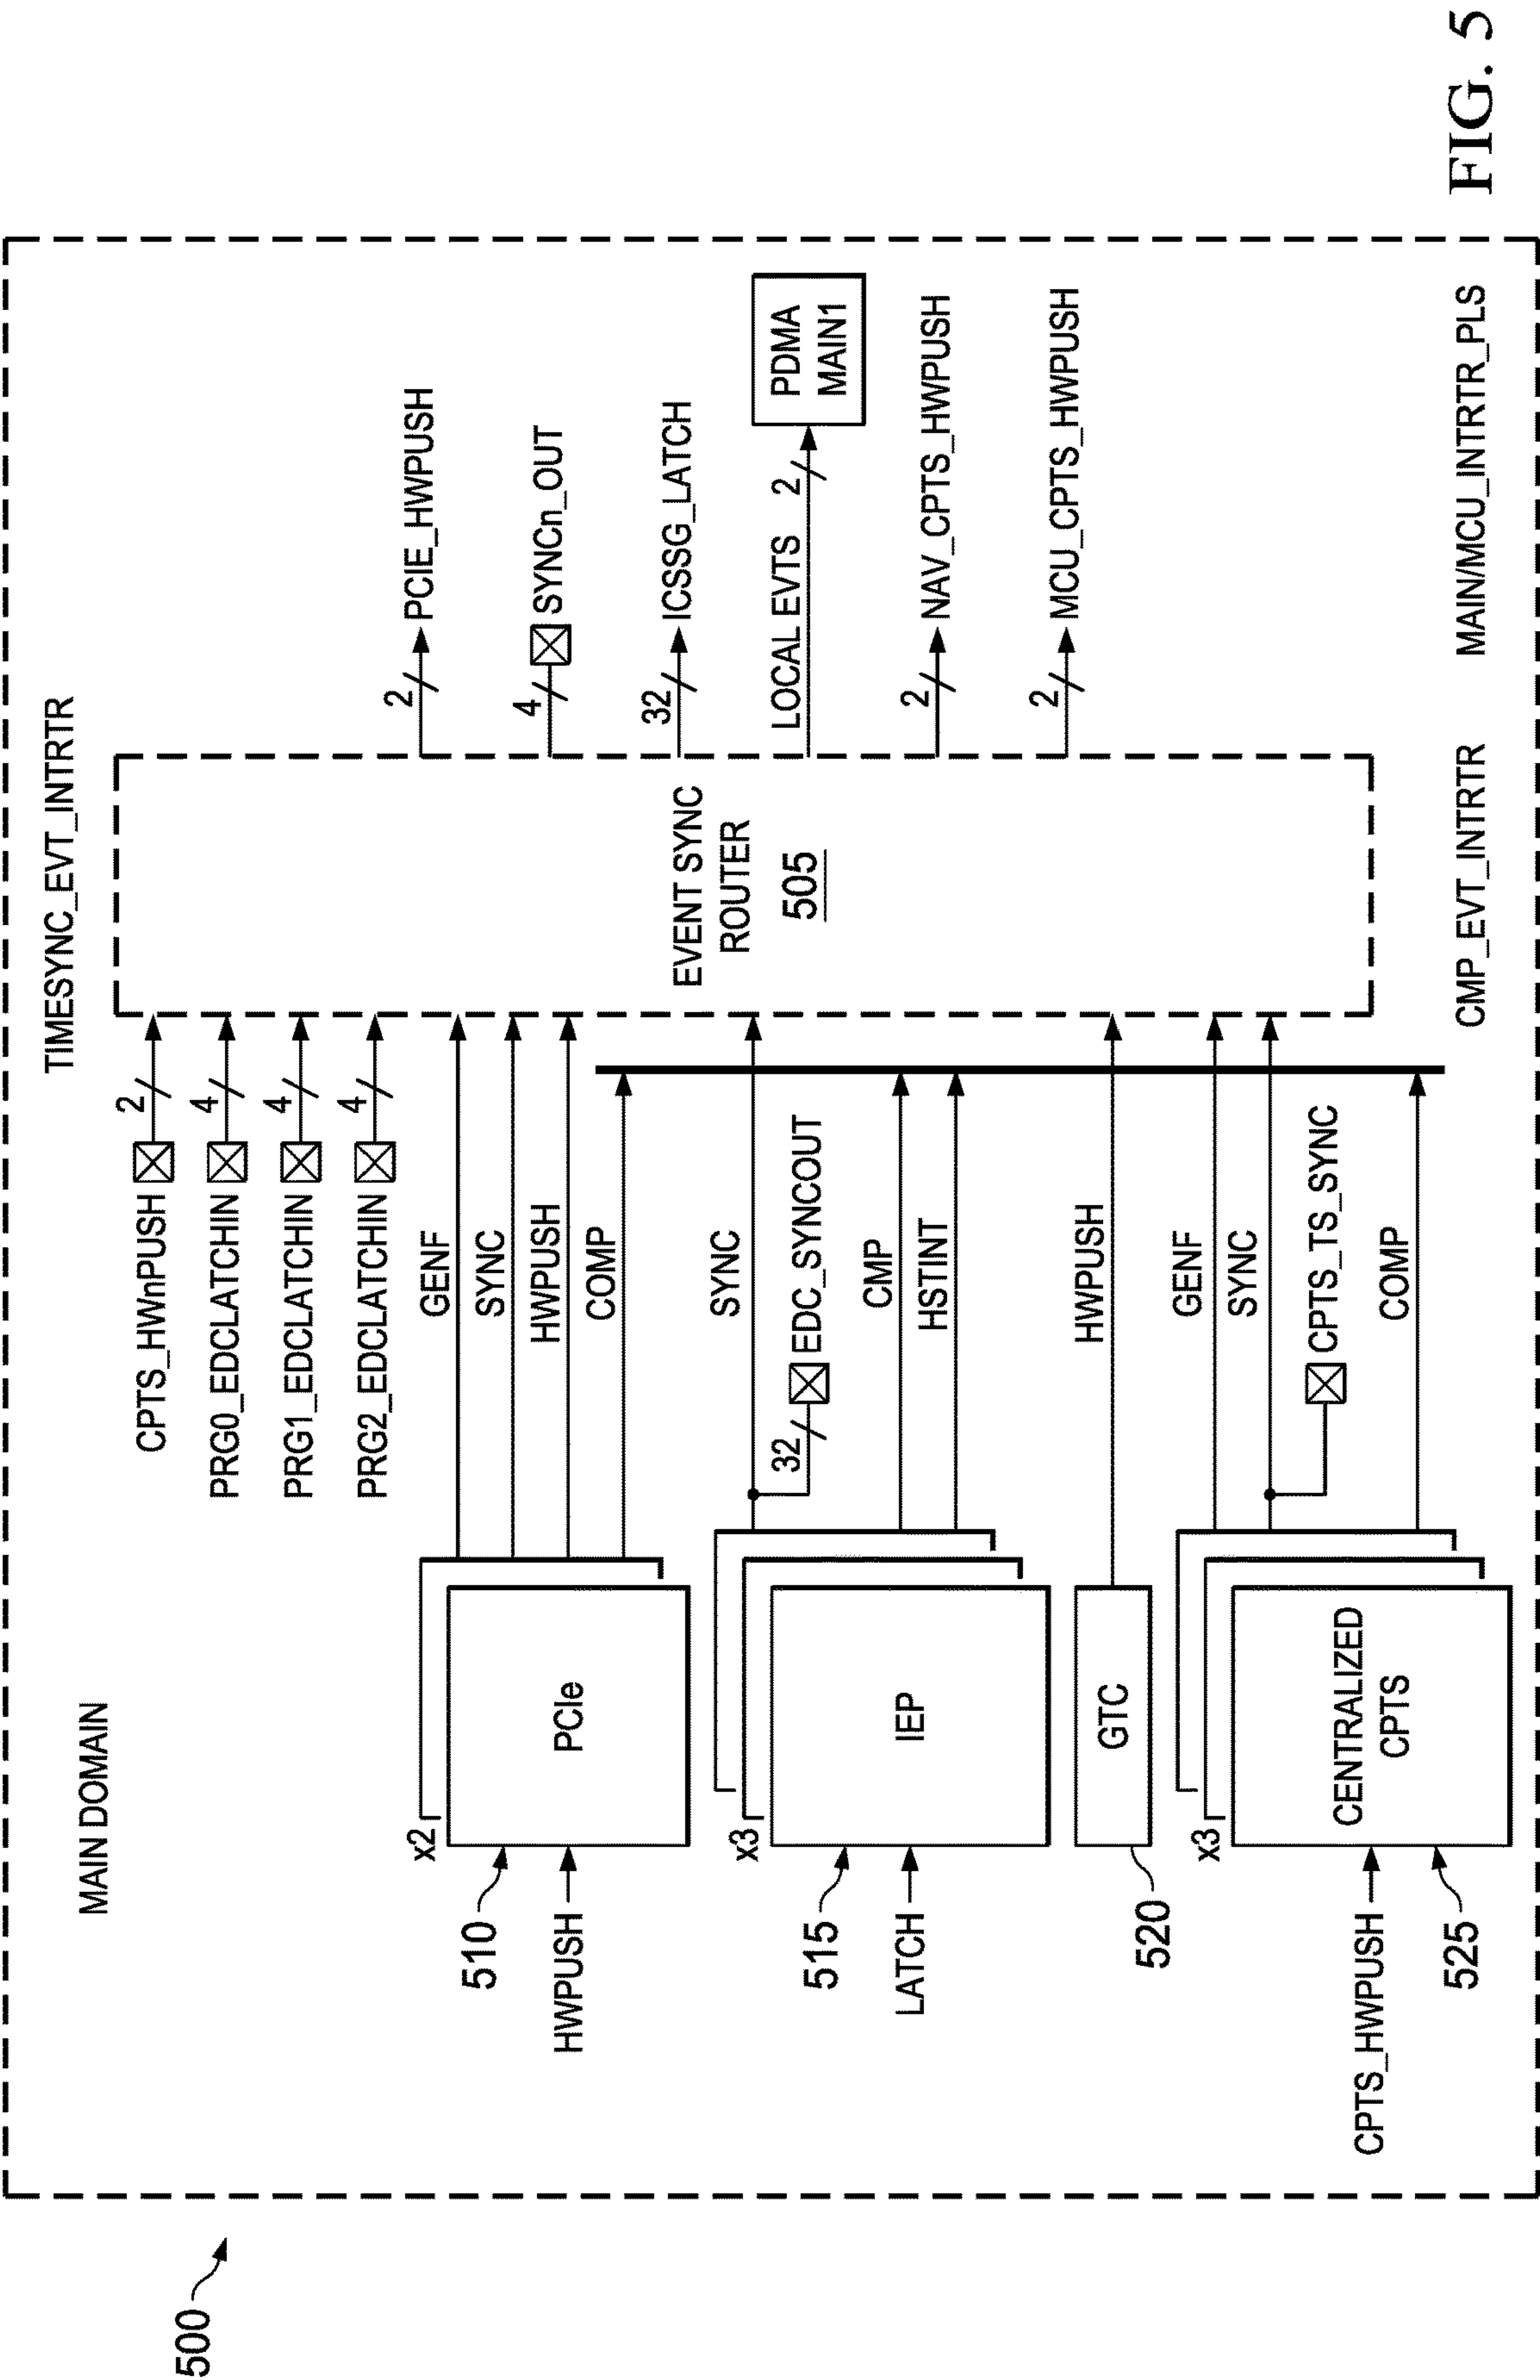 500
MAIN DOMAIN
TIMESYNC_EVT_INTRTR
CPTS_HWnPUSH
2
PRG0_EDCLATCHIN
4
PRG1_EDCLATCHIN
4
PRG2_EDCLATCHIN
4
x2
510
HWPUSH
PCIe
GENF
SYNC
HWPUSH
COMP
x3
515
LATCH
IEP
SYNC
32
EDC_SYNCOUT
CMP
HSTINT
520
GTC
HWPUSH
x3
CPTS_HWPUSH
525
CENTRALIZED
CPTS
GENF
SYNC
CPTS_TS_SYNC
COMP
EVENT SYNC
ROUTER
505
2
PCIE_HWPUSH
4
SYNCn_OUT
32
ICSSG_LATCH
LOCAL EVTS
2
PDMA
MAIN1
2
NAV_CPTS_HWPUSH
2
MCU_CPTS_HWPUSH
CMP_EVT_INTRTR
MAIN/MCU_INTRTR_PLS
FIG. 5